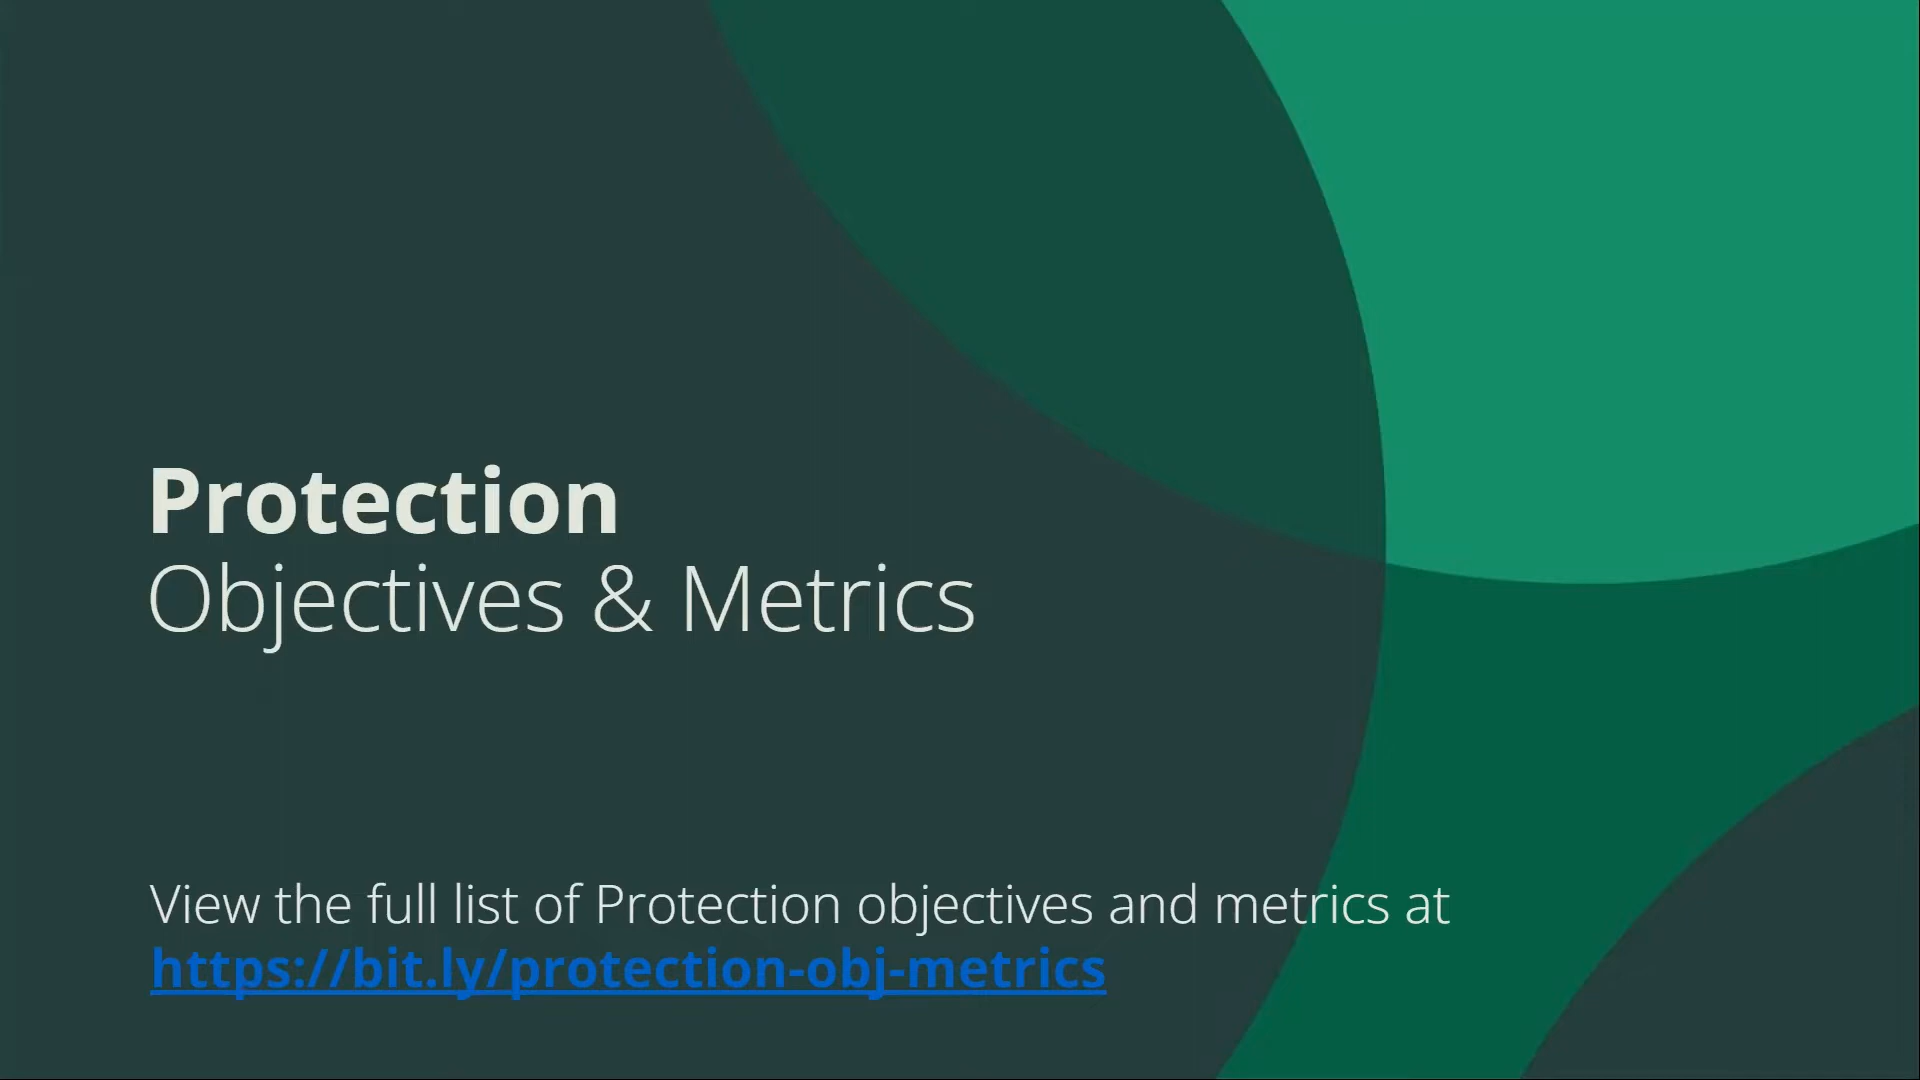 Protection
Objectives & Metrics
View the full list of Protection objectives and metrics at
https://bit.ly/protection-obj-metrics